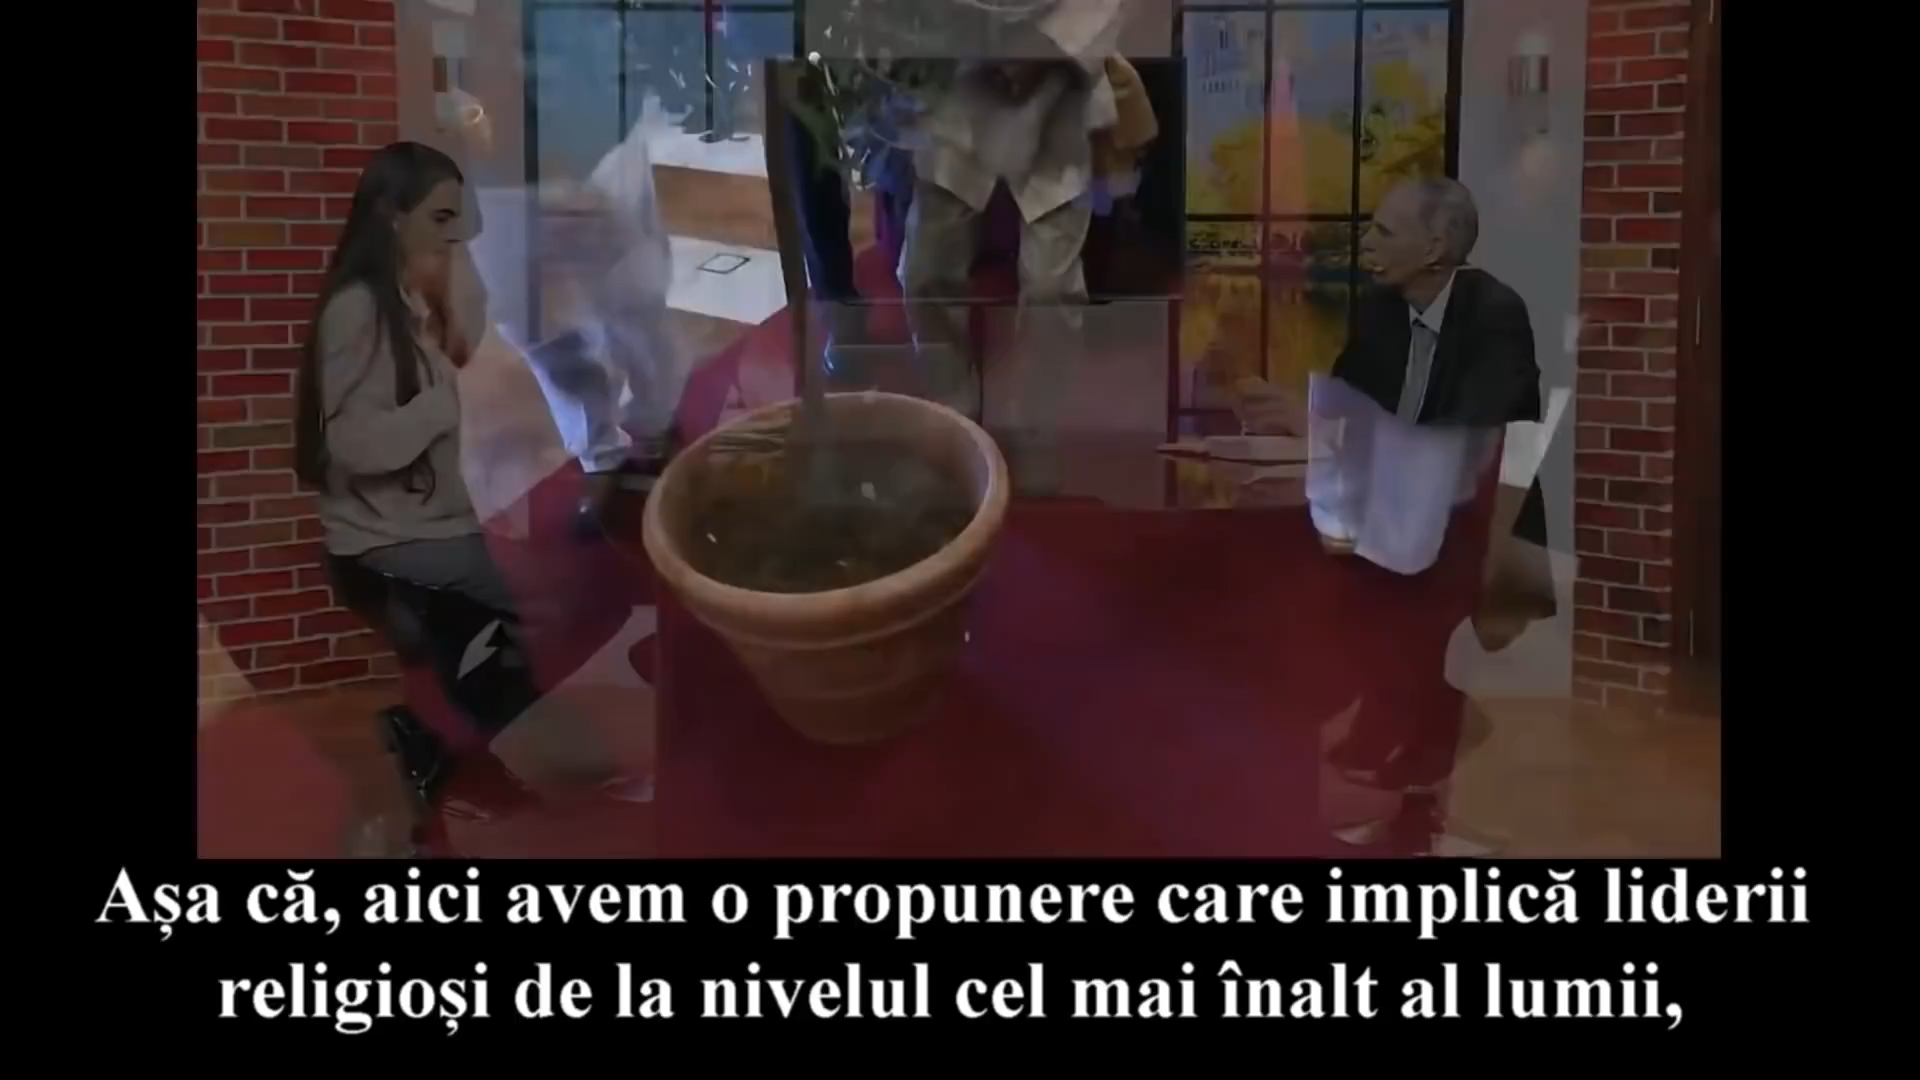 Așa că, aici avem o propunere care implică liderii
religioși de la nivelul cel mai înalt al lumii,